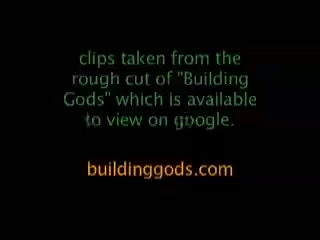 clips taken from the
rough cut of "Building
Gods" which is available
to view on google.
buildinggods.com